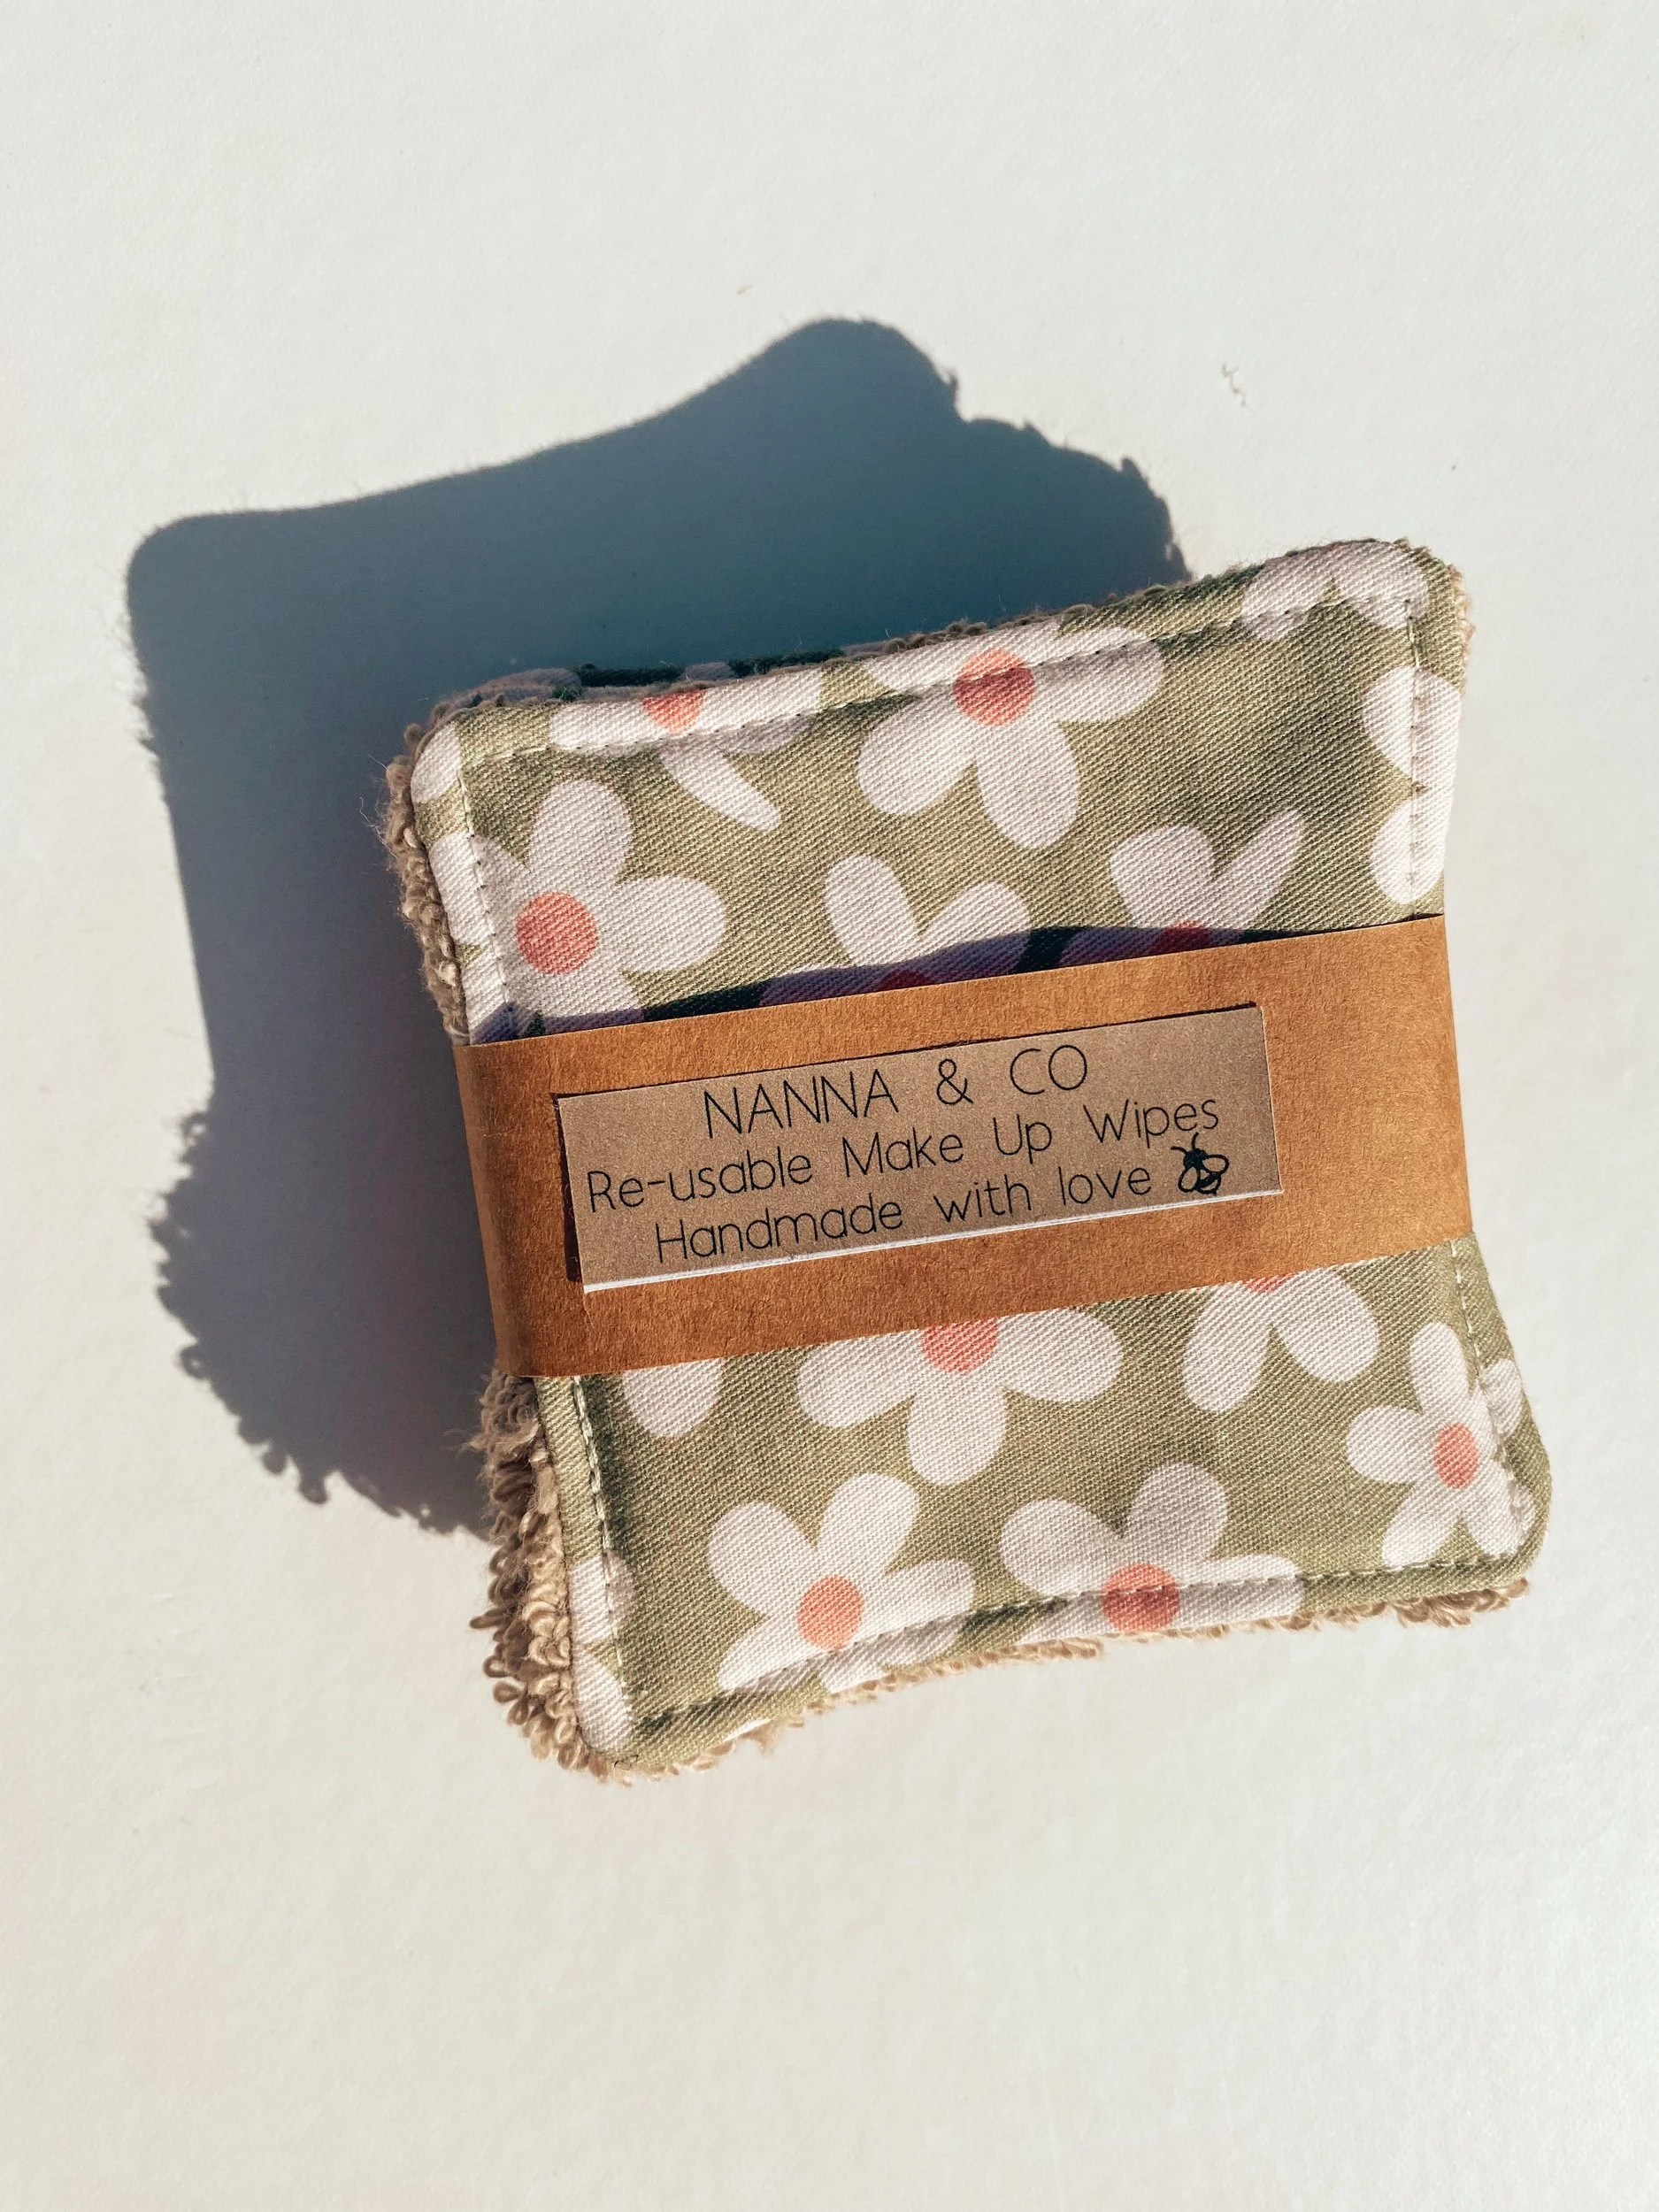 NANNA & CO
Re-usable Make Up Wipes
Handmade with love